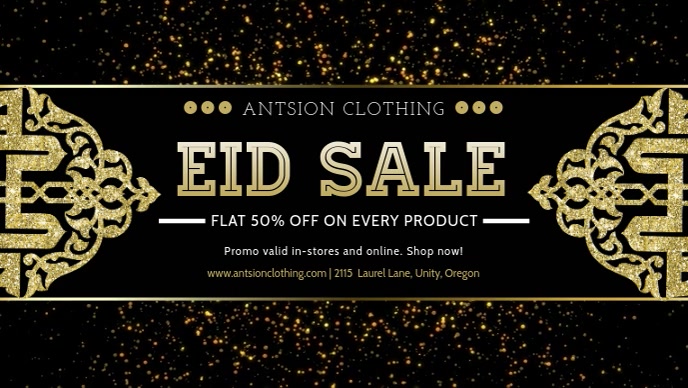 ANTSION CLOTHING
EID SALE
FLAT 50% OFF ON EVERY PRODUCT
Promo valid in-stores and online. Shop now!
www.antsionclothing.com | 2115 Laurel Lane, Unity, Oregon